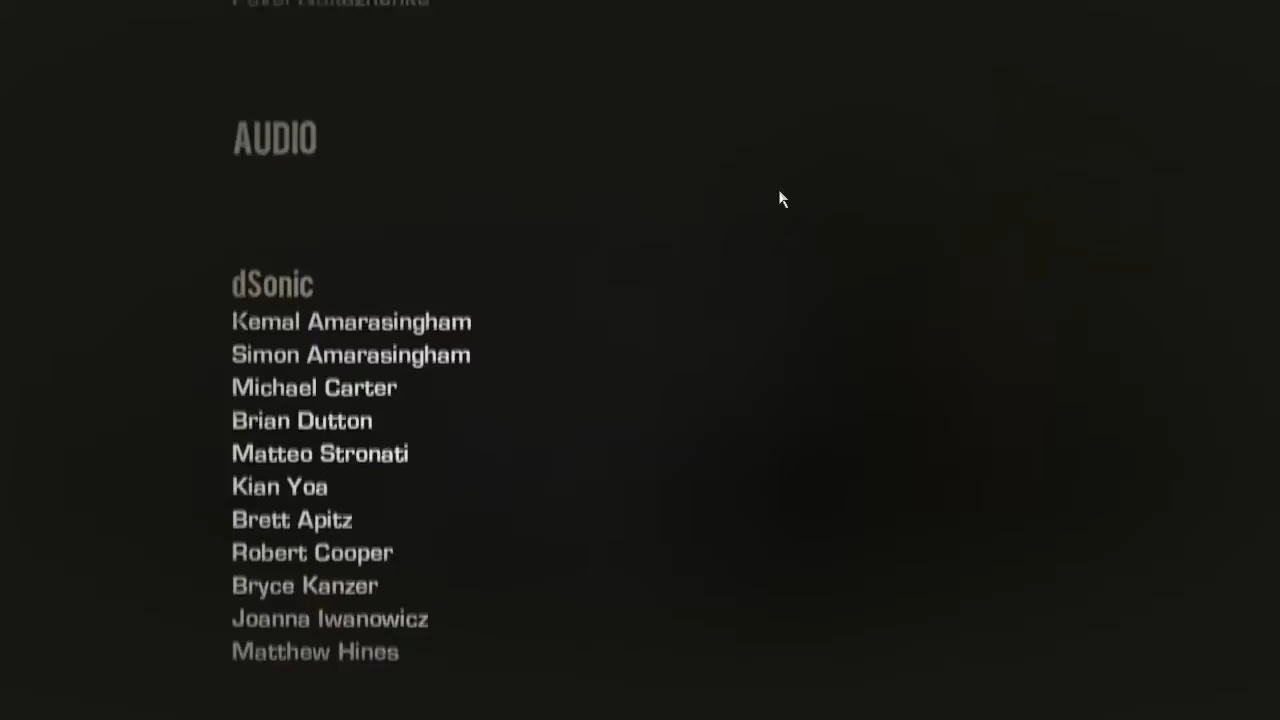 AUDIO
dSonic
Kemal Amarasingham
Simon Amarasingham
Michael Carter
Brian Dutton
Matteo Stronati
Kian Yoa
Brett Apitz
Robert Cooper
Bryce Kanzer
Joanna Iwanowicz
Matthew Hines